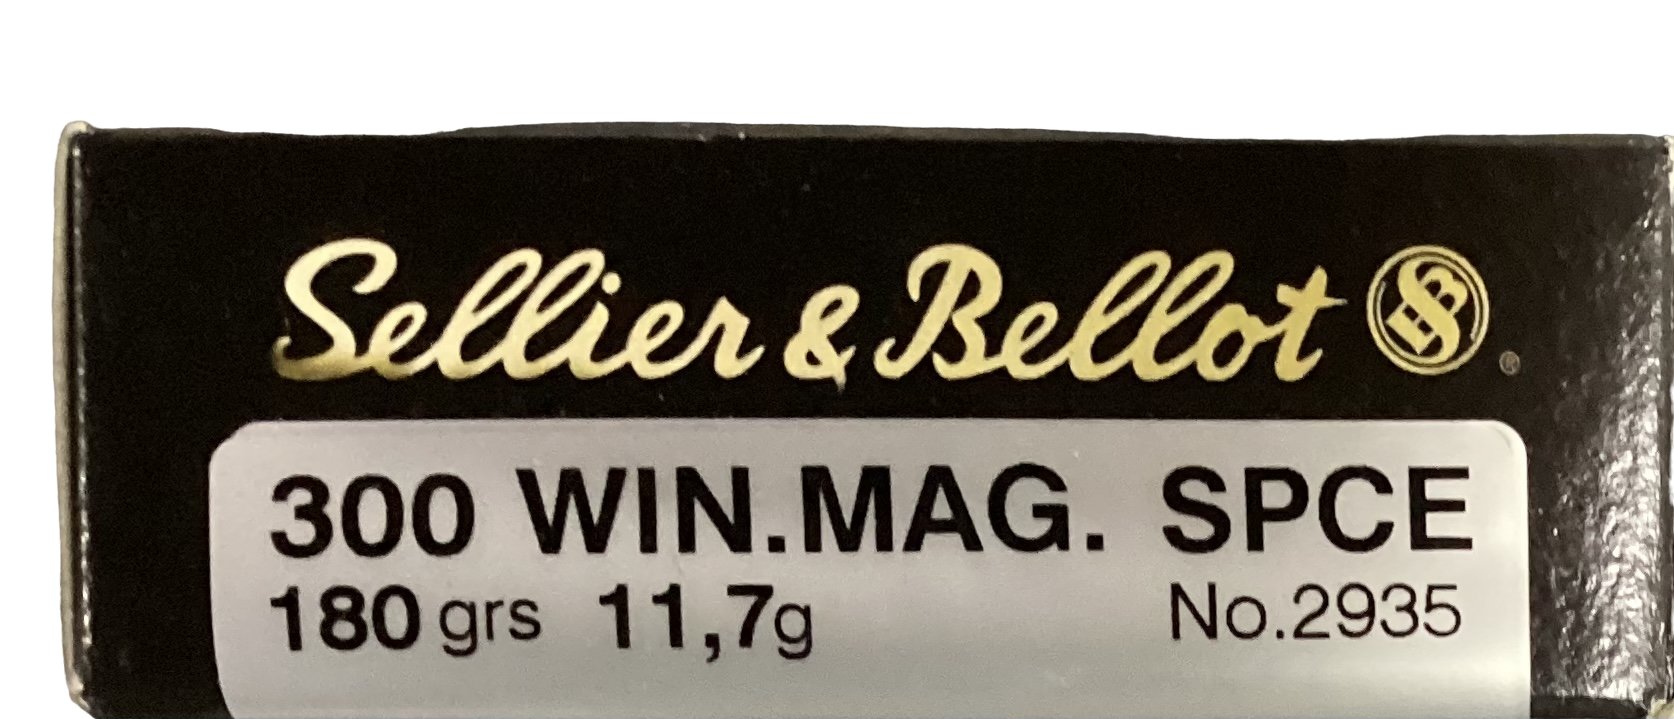 Sellier & Bellot ®
300 WIN.MAG. SPCE
180 grs 11,7g No.2935